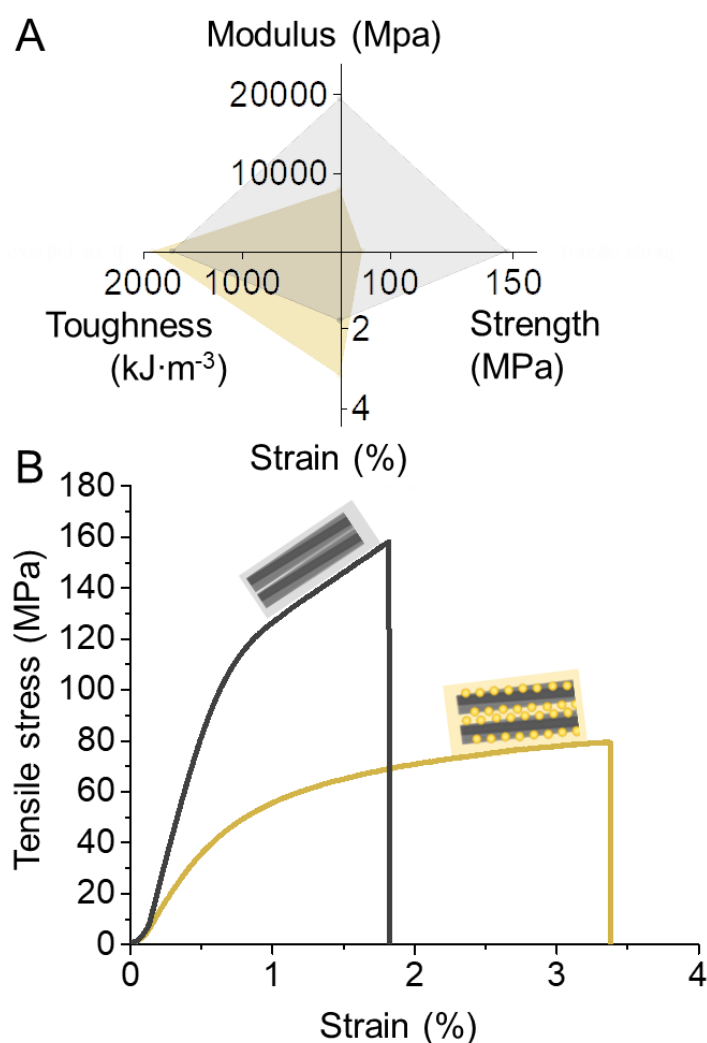 A
Modulus (Mpa)
20000
10000
2000 1000 100 150
Toughness
(kJ·m⁻³)
2
Strength
(MPa)
4
Strain (%)
B
Tensile stress (MPa)
180
160
140
120
100
80
60
40
20
0
0 1 2 3 4
Strain (%)